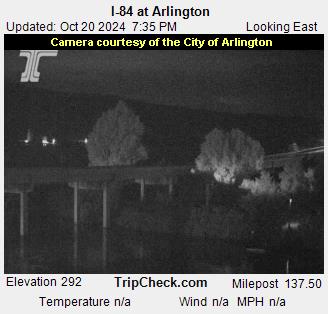 I-84 at Arlington
Updated: Oct 20 2024 7:35 PM Looking East
Camera courtesy of the City of Arlington
Elevation 292 TripCheck.com Milepost 137.50
Temperature n/a Wind n/a MPH n/a